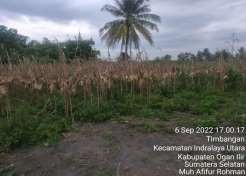 6 Sep 2022 17.00.17
Timbangan
Kecamatan Indralaya Utara
Kabupaten Ogan Ilir
Sumatera Selatan
Muh Afifur Rohman